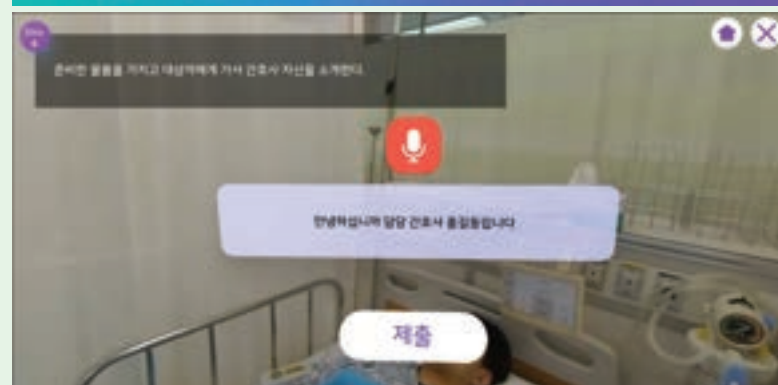 준비한 물품을 가지고 대상자에게 가서 간호사 자신을 소개한다.
안녕하십니까 담당 간호사 홍길동입니다
제출